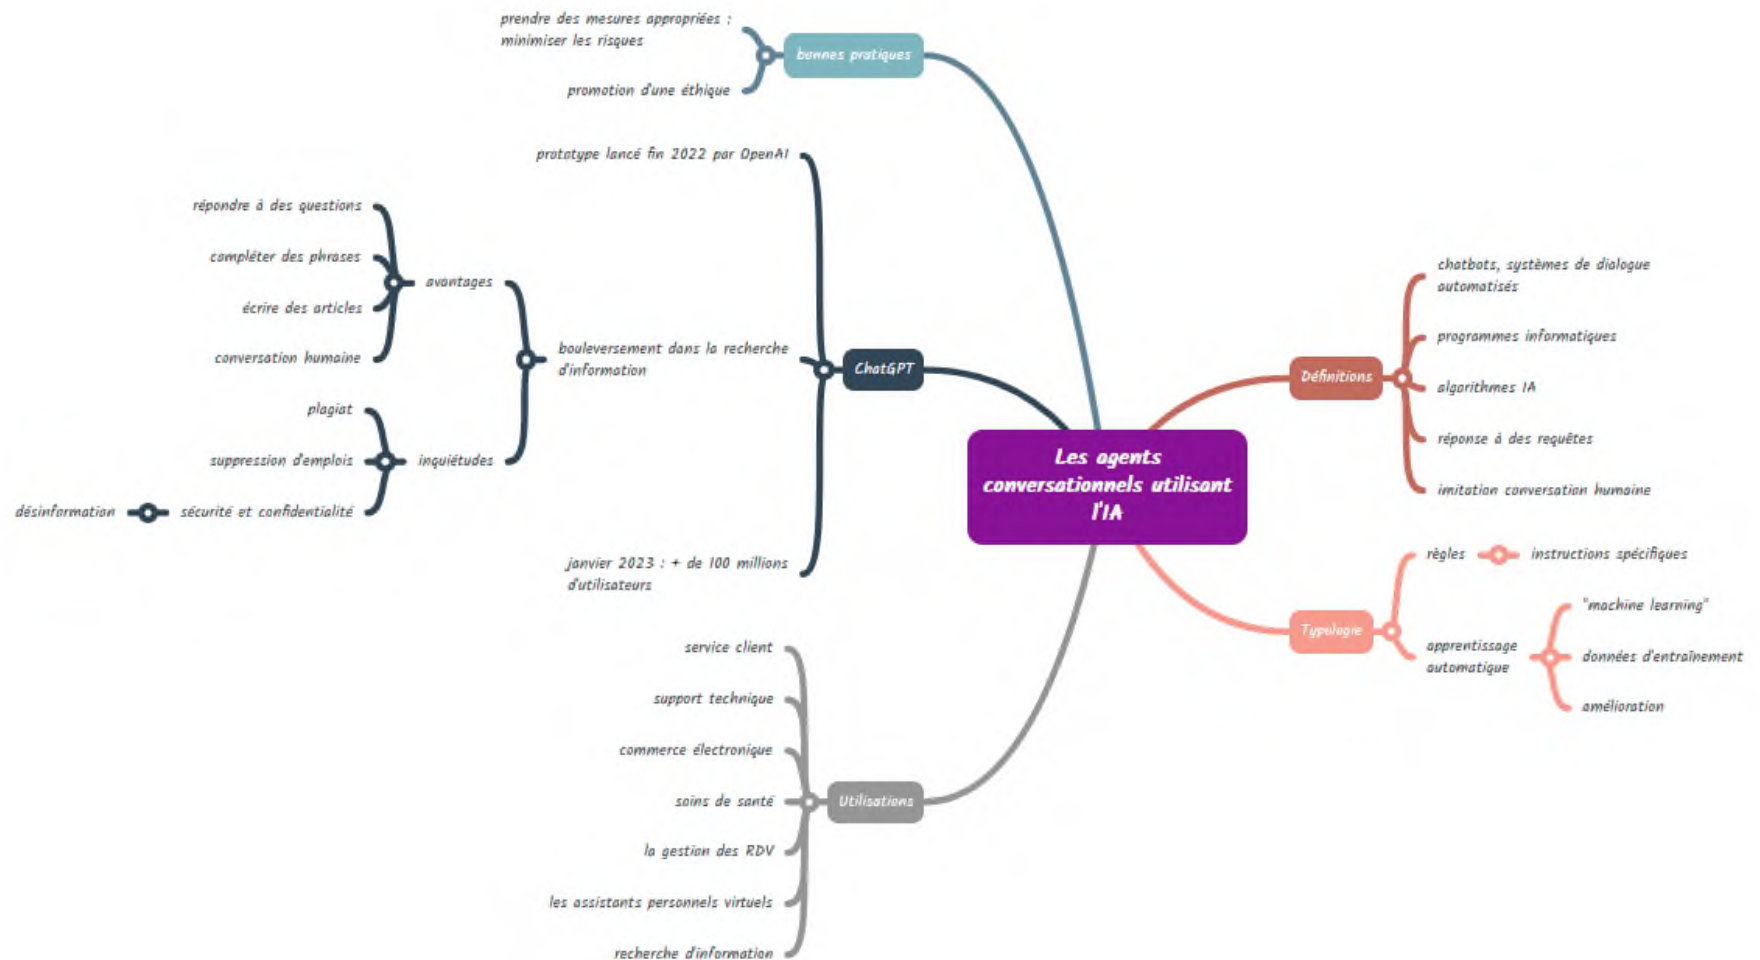 prendre des mesures appropriées :
minimiser les risques
bonnes pratiques
promotion d'une éthique
prototype lancé fin 2022 par OpenAI
répondre à des questions
compléter des phrases
avantages
écrire des articles
conversation humaine
bouleversement dans la recherche
d'information
ChatGPT
plagiat
suppression d'emplois
inquiétudes
désinformation
sécurité et confidentialité
janvier 2023 : + de 100 millions
d'utilisateurs
Les agents
conversationnels utilisant
l'IA
chatbots, systèmes de dialogue
automatisés
programmes informatiques
Définitions
algorithmes IA
réponse à des requêtes
imitation conversation humaine
règles
instructions spécifiques
Typologie
apprentissage
automatique
"machine learning"
données d'entraînement
amélioration
service client
support technique
commerce électronique
soins de santé
Utilisations
la gestion des RDV
les assistants personnels virtuels
recherche d'information